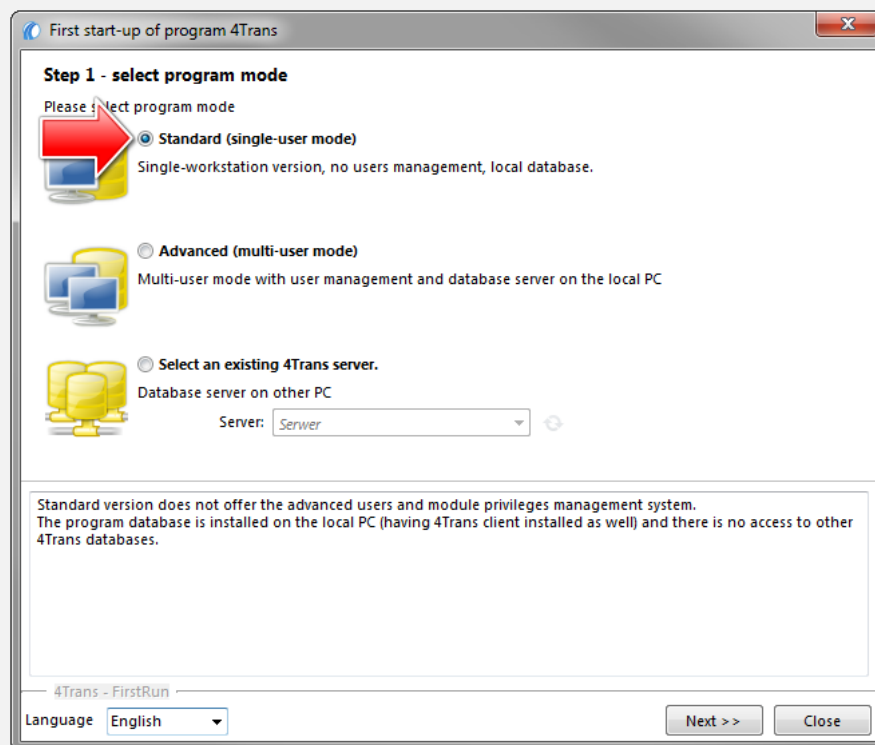 First start-up of program 4Trans
Step 1 - select program mode
Please select program mode
Standard (single-user mode)
Single-workstation version, no users management, local database.
Advanced (multi-user mode)
Multi-user mode with user management and database server on the local PC
Select an existing 4Trans server.
Database server on other PC
Server: Serwer
Standard version does not offer the advanced users and module privileges management system.
The program database is installed on the local PC (having 4Trans client installed as well) and there is no access to other
4Trans databases.
4Trans - FirstRun
Language English Next >> Close